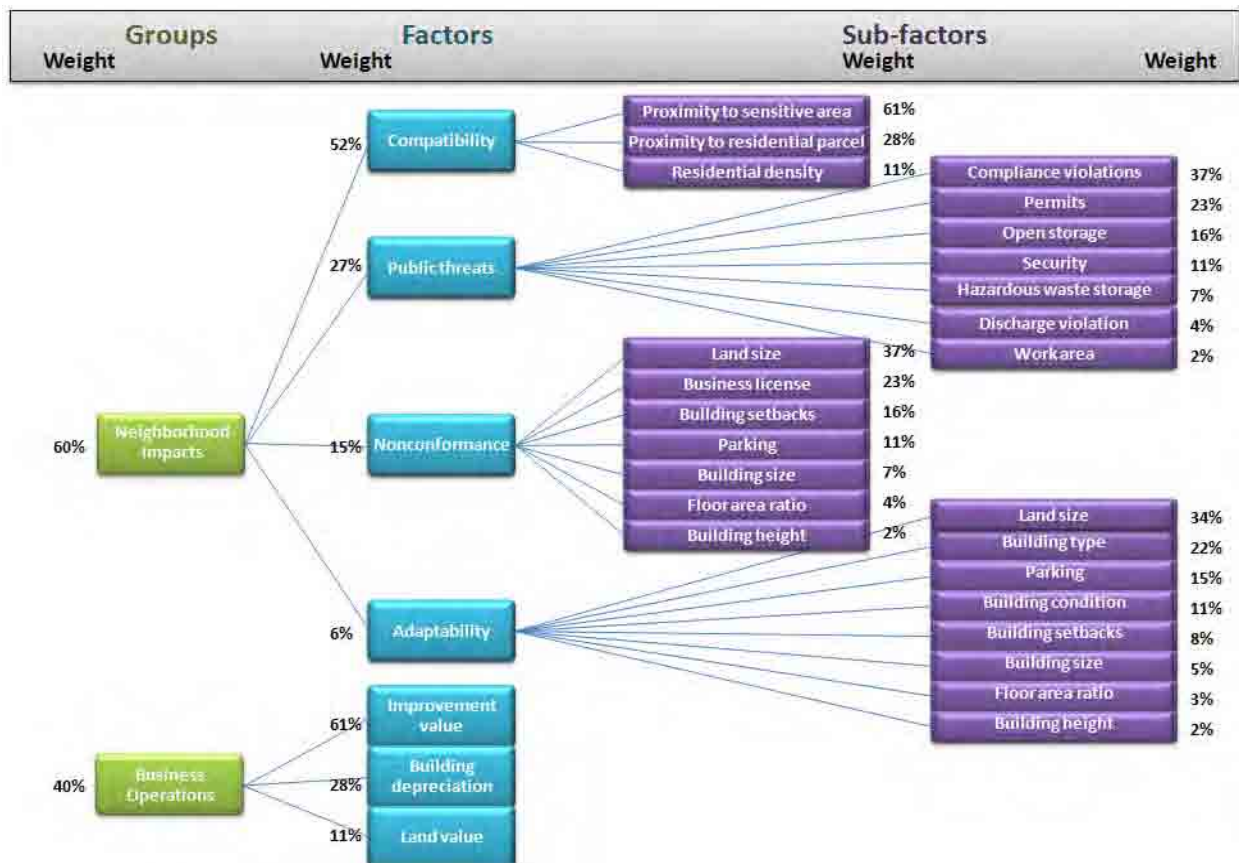 Groups
Factors
Sub-factors
Weight
Weight
Weight
Weight
60%
Neighborhood
Impacts
52%
Compatibility
Proximity to sensitive area
61%
Proximity to residential parcel
28%
Residential density
11%
27%
Public threats
Compliance violations
37%
Permits
23%
Open storage
16%
Security
11%
Hazardous waste storage
7%
Discharge violation
4%
Work area
2%
15%
Nonconformance
Land size
37%
Business license
23%
Building setbacks
16%
Parking
11%
Building size
7%
Floor area ratio
4%
Building height
2%
6%
Adaptability
Land size
34%
Building type
22%
Parking
15%
Building condition
11%
Building setbacks
8%
Building size
5%
Floor area ratio
3%
Building height
2%
40%
Business
Operations
61%
Improvement
value
28%
Building
depreciation
11%
Land value